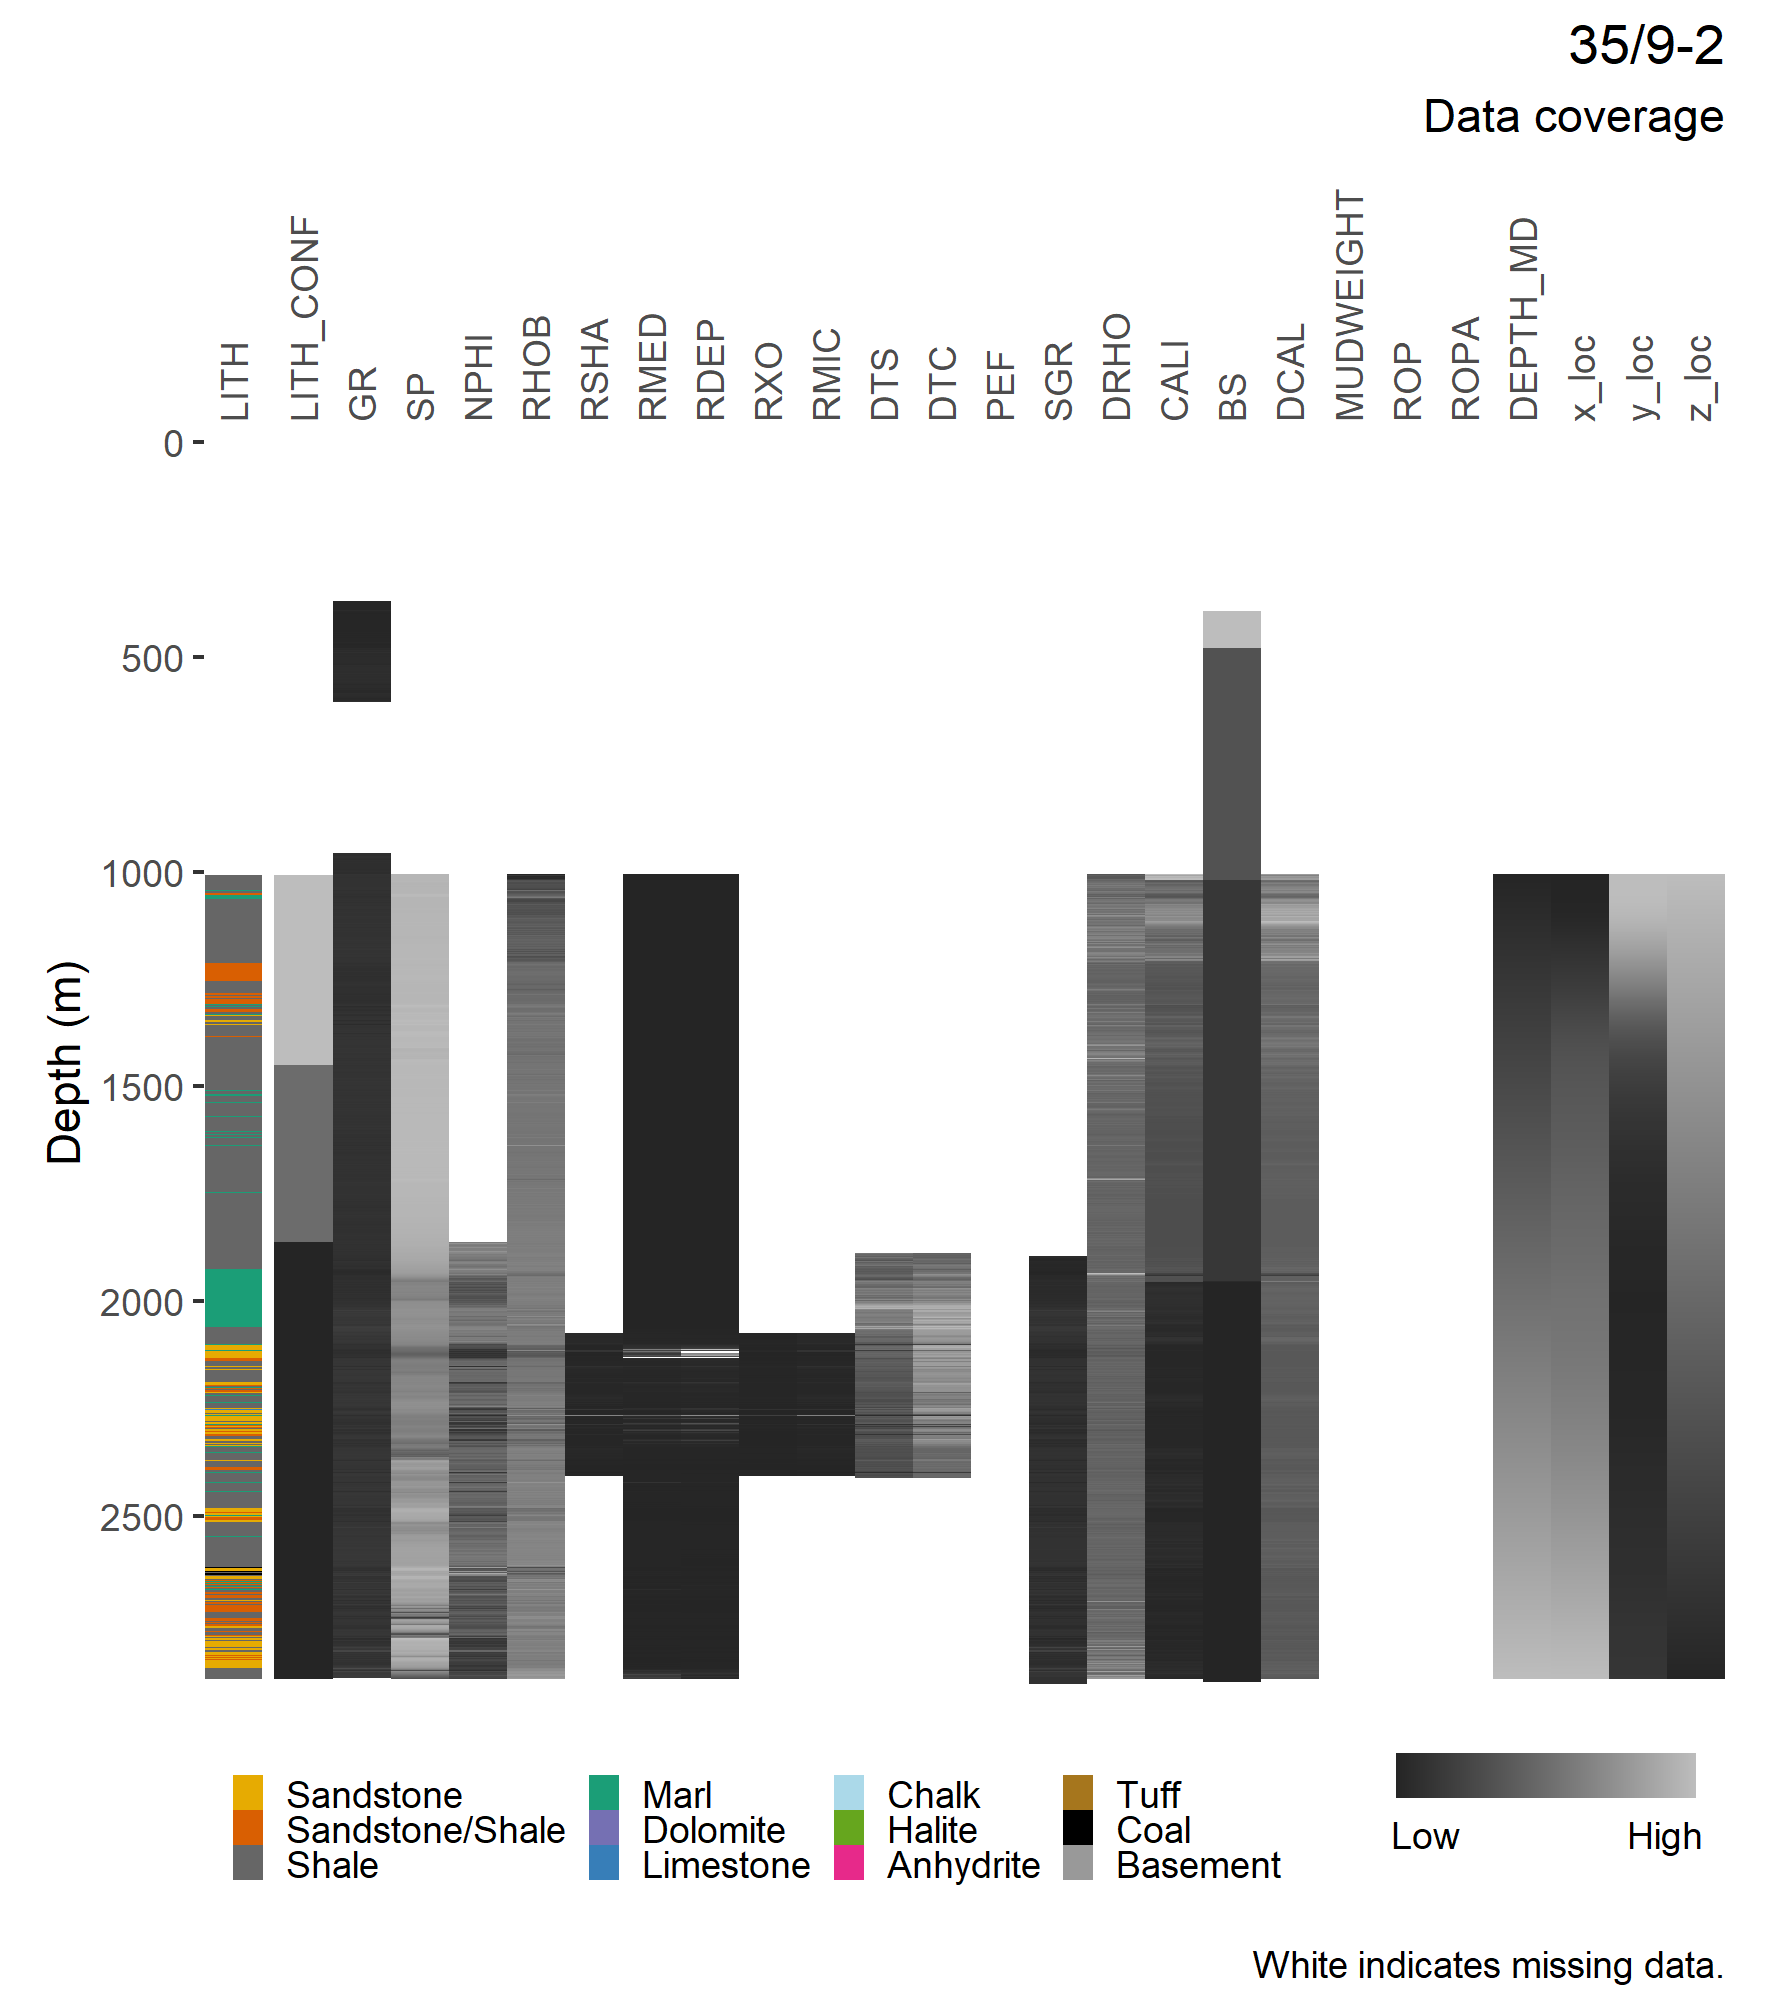 35/9-2
Data coverage
LITH
LITH_CONF
GR
SP
NPHI
RHOB
RSHA
RMED
RDEP
RXO
RMIC
DTS
DTC
PEF
SGR
DRHO
CALI
BS
DCAL
MUDWEIGHT
ROP
ROPA
DEPTH_MD
x_loc
y_loc
z_loc
0
500
1000
1500
2000
2500
Depth (m)
Sandstone
Sandstone/Shale
Shale
Marl
Dolomite
Limestone
Chalk
Halite
Anhydrite
Tuff
Coal
Basement
Low High
White indicates missing data.